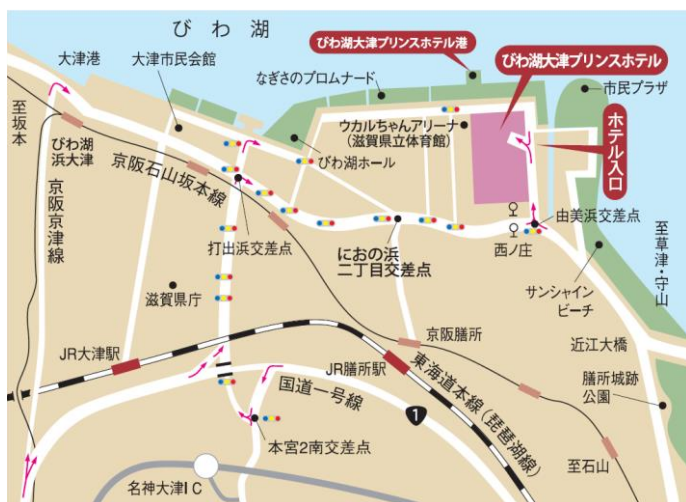 びわ湖
びわ湖大津プリンスホテル港
びわ湖大津プリンスホテル
大津港
大津市民会館
なぎさのプロムナード
市民プラザ
至坂本
ウカルちゃんアリーナ
(滋賀県立体育館)
ホテル入口
びわ湖
浜大津
京阪石山坂本線
びわ湖ホール
京阪京津線
打出浜交差点
におの浜
二丁目交差点
西ノ庄
由美浜交差点
至草津・守山
滋賀県庁
サンシャイン
ビーチ
JR大津駅
京阪膳所
近江大橋
JR膳所駅
東海道本線(琵琶湖線)
国道一号線
1
膳所城跡
公園
本宮2南交差点
至石山
名神大津IC